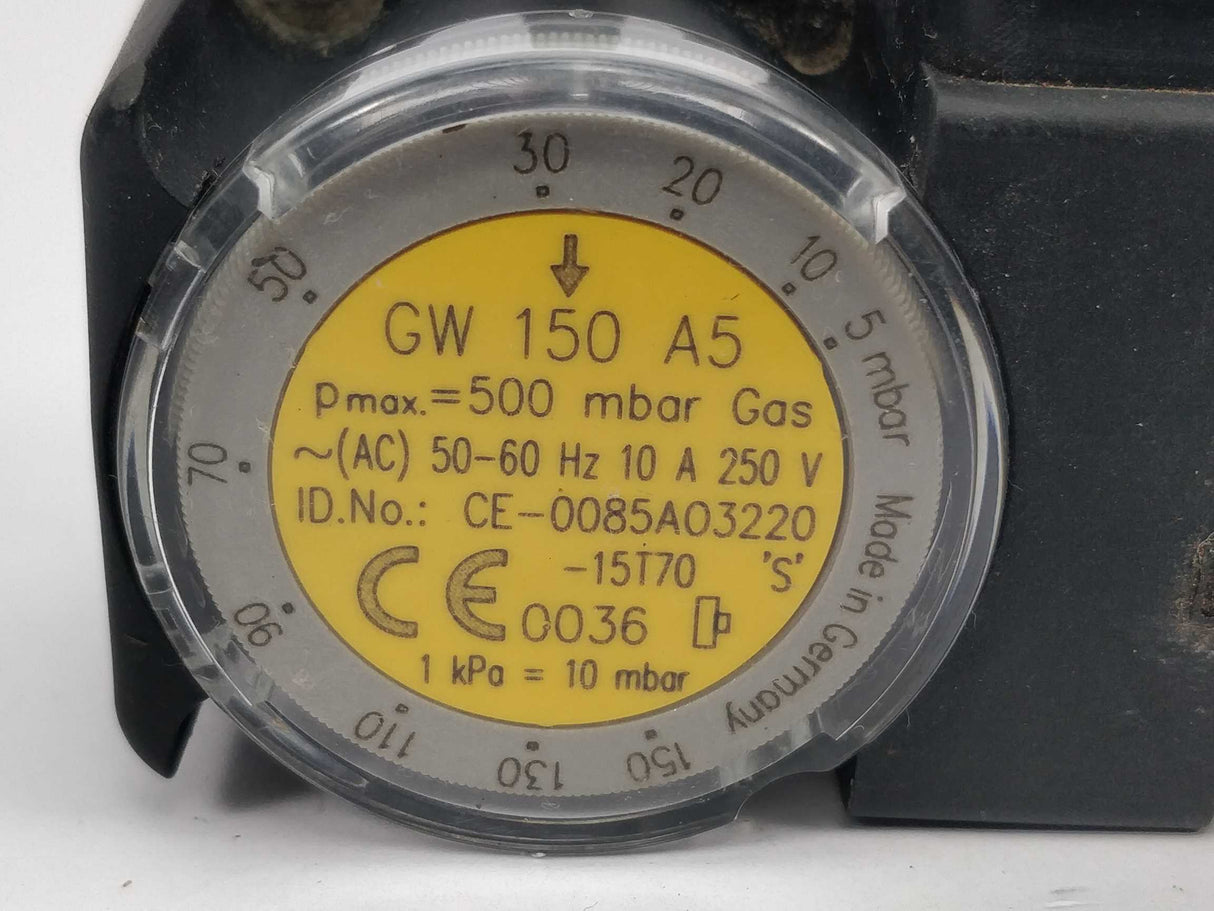 GW 150 A5
Pmax.=500 mbar Gas
~(AC) 50-60 Hz 10 A 250 V
ID.No.: CE-0085AO3220
-15T70 'S'
CE 0036
1 kPa = 10 mbar
5 mbar
10
20
30
50
70
90
110
130
150
Made in Germany